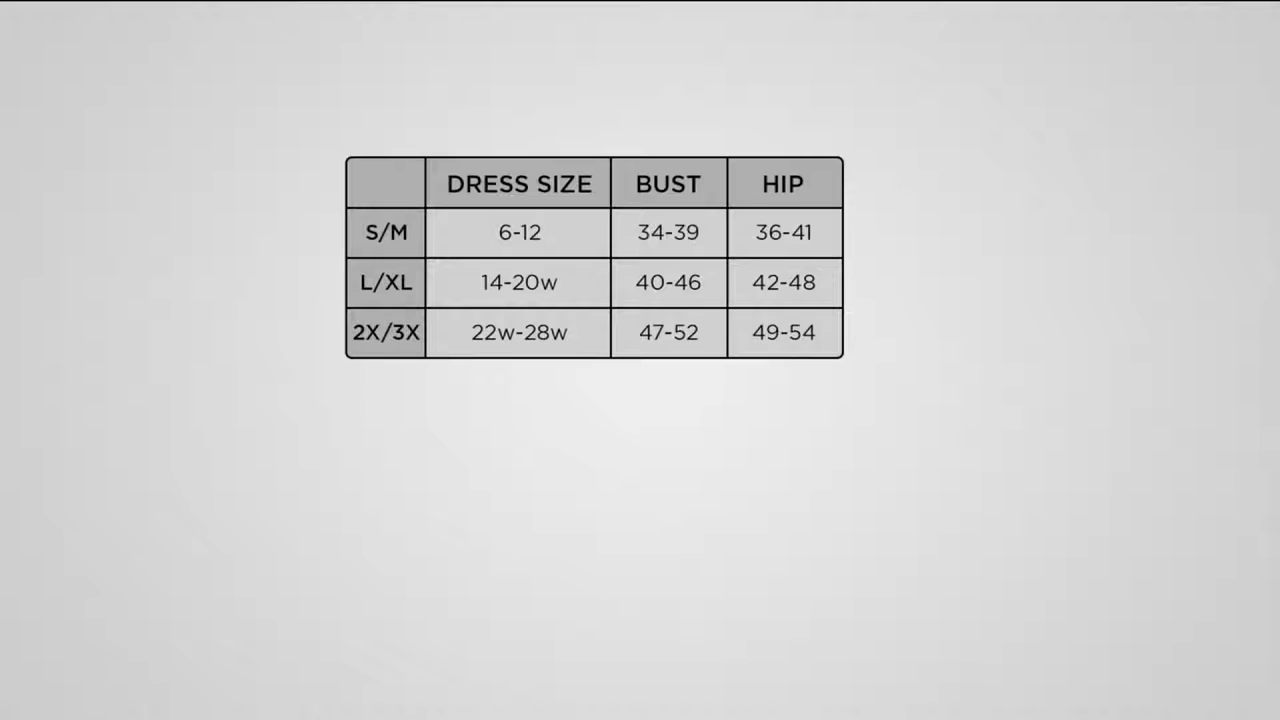 DRESS SIZE BUST HIP
S/M 6-12 34-39 36-41
L/XL 14-20w 40-46 42-48
2X/3X 22w-28w 47-52 49-54